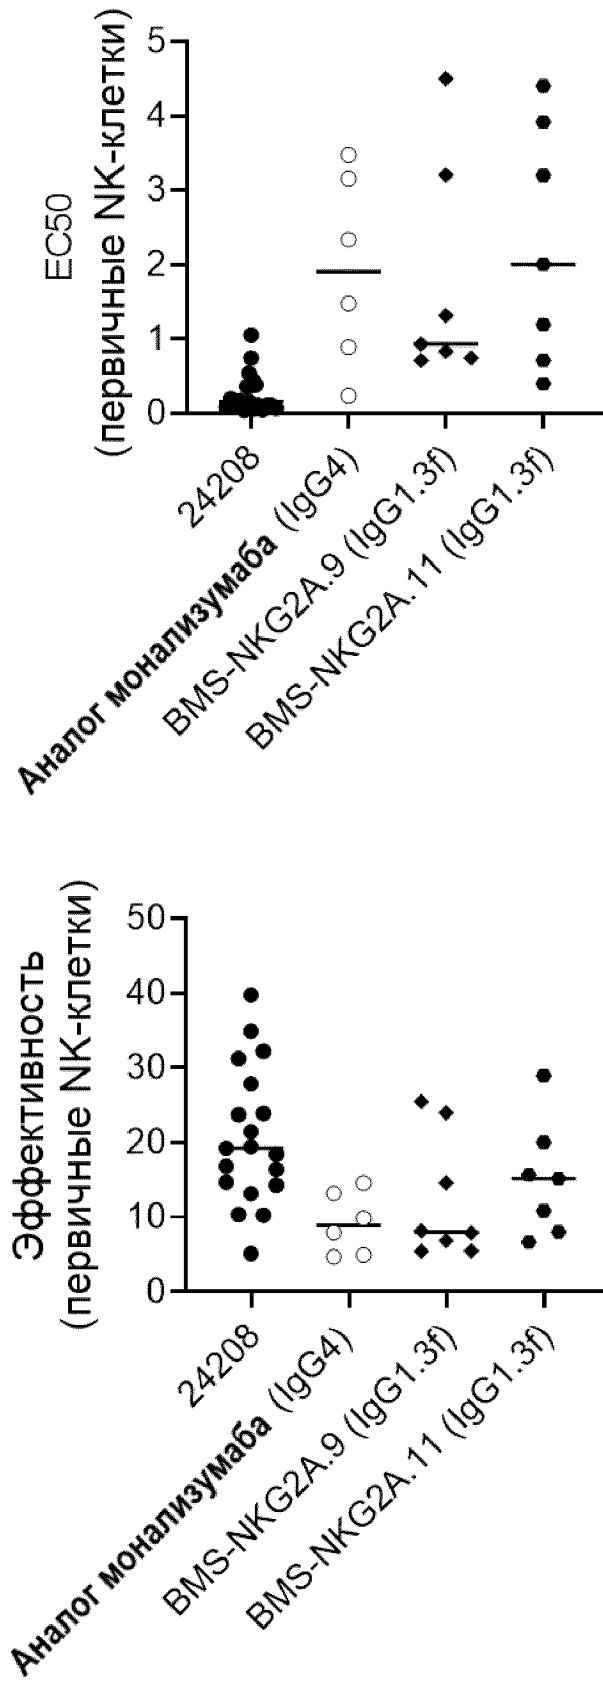 EC50
(первичные NK-клетки)
5
4
3
2
1
0
24208
Аналог монализумаба (IgG4)
BMS-NKG2A.9 (IgG1.3f)
BMS-NKG2A.11 (IgG1.3f)
Эффективность
(первичные NK-клетки)
50
40
30
20
10
0
24208
Аналог монализумаба (IgG4)
BMS-NKG2A.9 (IgG1.3f)
BMS-NKG2A.11 (IgG1.3f)